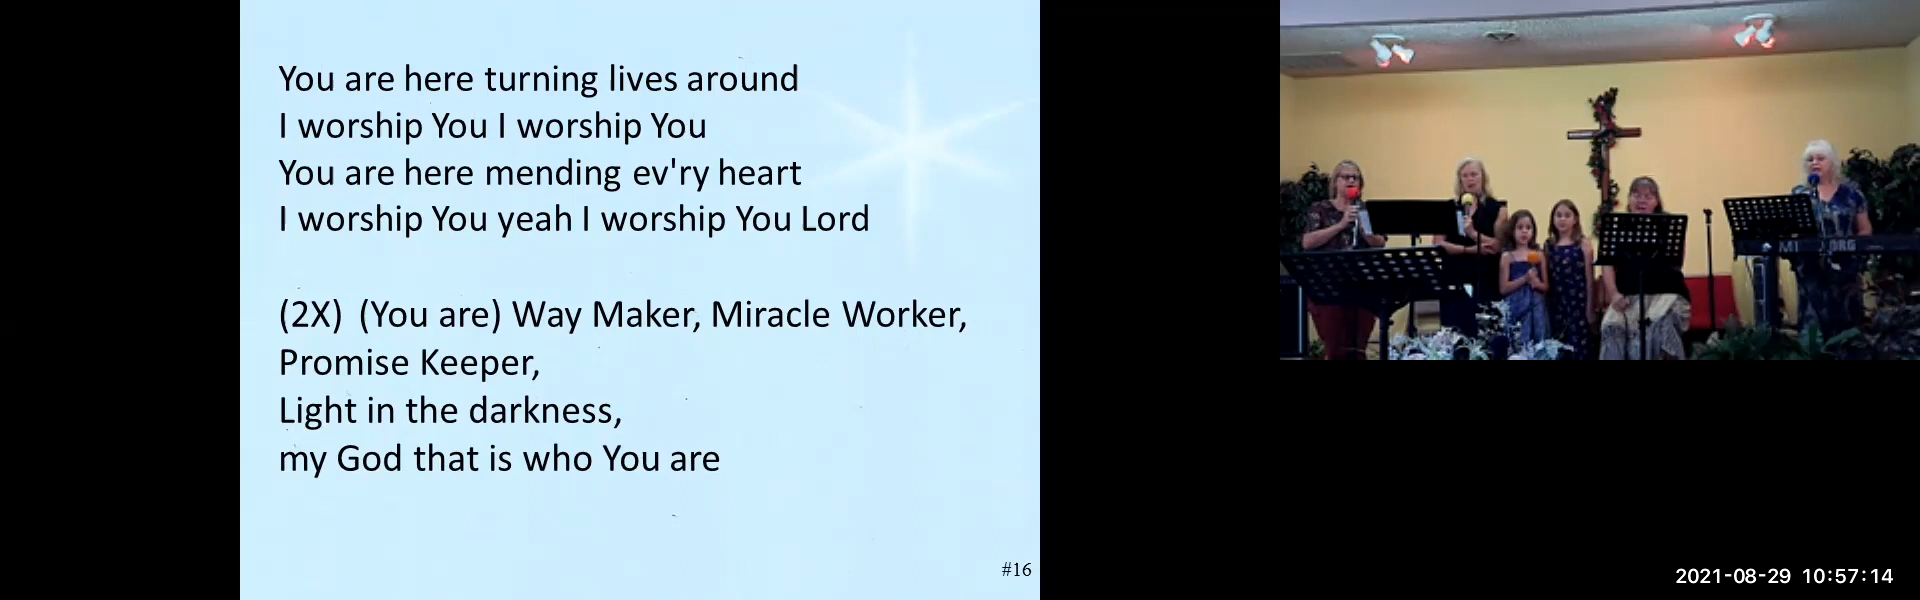 You are here turning lives around
I worship You I worship You
You are here mending ev'ry heart
I worship You yeah I worship You Lord
(2X) (You are) Way Maker, Miracle Worker,
Promise Keeper,
Light in the darkness,
my God that is who You are
#16
2021-08-29 10:57:14